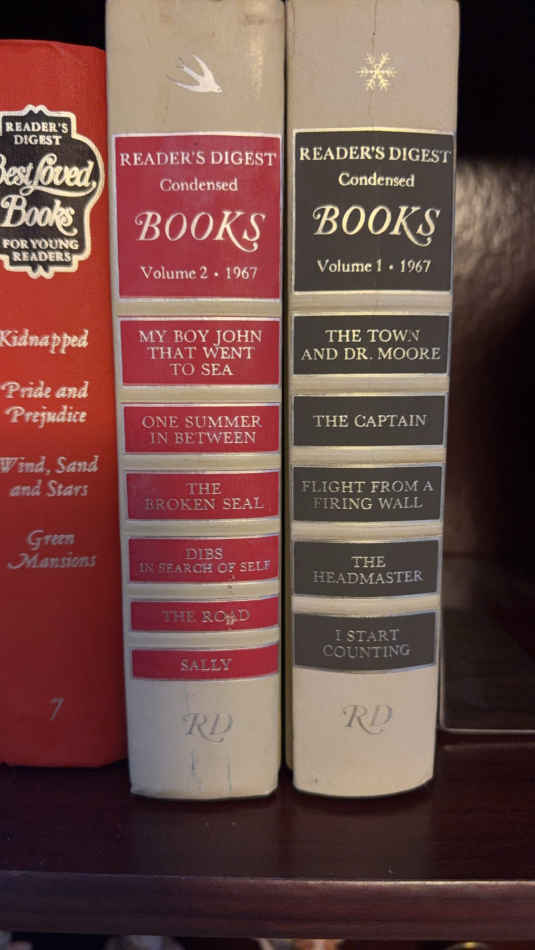 READER'S
DIGEST
Best Loved
Books
FOR YOUNG
READERS
Kidnapped
Pride and
Prejudice
Wind, Sand
and Stars
Green
Mansions
7
READER'S DIGEST
Condensed
BOOKS
Volume 2 • 1967
MY BOY JOHN
THAT WENT
TO SEA
ONE SUMMER
IN BETWEEN
THE
BROKEN SEAL
DIBS
IN SEARCH OF SELF
THE ROAD
SALLY
RD
READER'S DIGEST
Condensed
BOOKS
Volume 1 • 1967
THE TOWN
AND DR. MOORE
THE CAPTAIN
FLIGHT FROM A
FIRING WALL
THE
HEADMASTER
I START
COUNTING
RD